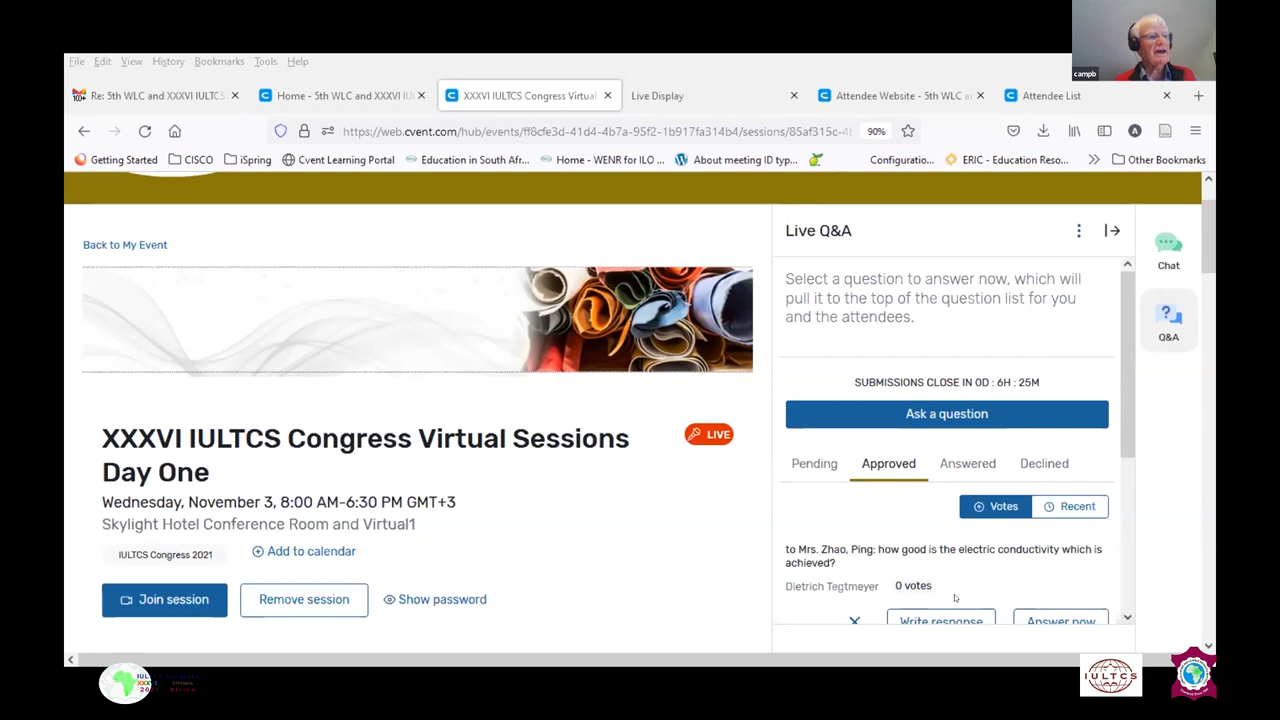 campb
File Edit View History Bookmarks Tools Help
Re: 5th WLC and XXXVI IULTCS
Home - 5th WLC and XXXVI IU
XXXVI IULTCS Congress Virtual
Live Display
Attendee Website - 5th WLC ar
Attendee List
https://web.cvent.com/hub/events/ff8cfe3d-41d4-4b7a-95f2-1b917fa314b4/sessions/85af315c-4
90%
Getting Started CISCO iSpring Cvent Learning Portal Education in South Afr... Home - WENR for ILO ... About meeting ID typ... Configuratio... ERIC - Education Reso... Other Bookmarks
Back to My Event
XXXVI IULTCS Congress Virtual Sessions
Day One
LIVE
Wednesday, November 3, 8:00 AM-6:30 PM GMT+3
Skylight Hotel Conference Room and Virtual1
IULTCS Congress 2021
Add to calendar
Join session
Remove session
Show password
Live Q&A
Select a question to answer now, which will
pull it to the top of the question list for you
and the attendees.
SUBMISSIONS CLOSE IN 0D : 6H : 25M
Ask a question
Pending Approved Answered Declined
Votes Recent
to Mrs. Zhao, Ping: how good is the electric conductivity which is
achieved?
Dietrich Tegtmeyer 0 votes
Write response Answer now
Chat
Q&A
IULTCS Congress
XXXVI
2021 - Africa
IULTCS